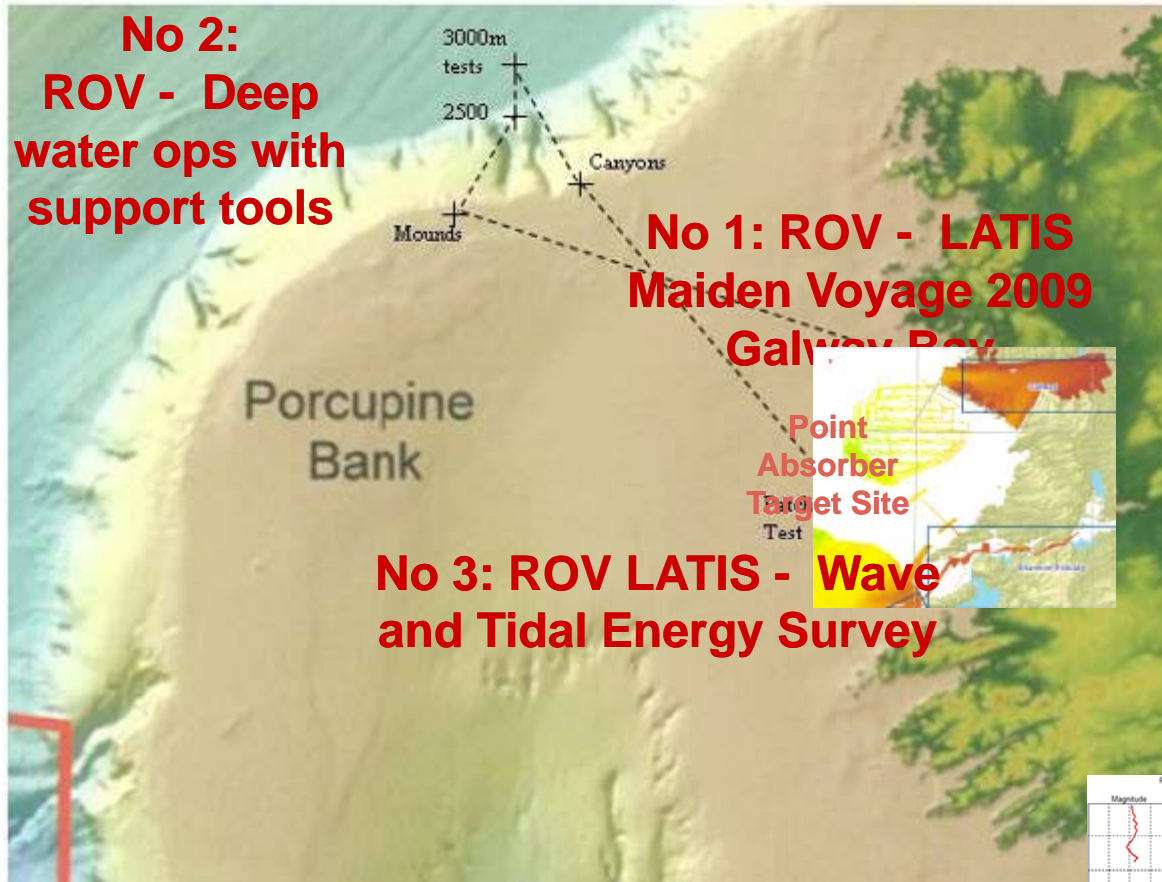 No 2:
ROV - Deep
water ops with
support tools
3000m
tests
2500
Canyons
Mounds
No 1: ROV - LATIS
Maiden Voyage 2009
Galway Bay
Porcupine
Bank
Point
Absorber
Target Site
Test
No 3: ROV LATIS - Wave
and Tidal Energy Survey
Magnitude